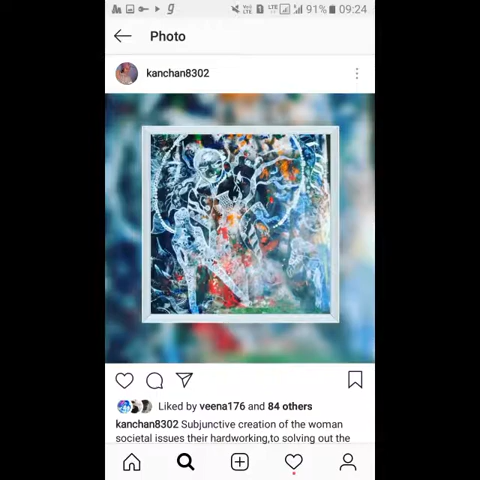 91% 09:24
Photo
kanchan8302
Liked by veena176 and 84 others
kanchan8302 Subjunctive creation of the woman
societal issues their hardworking,to solving out the